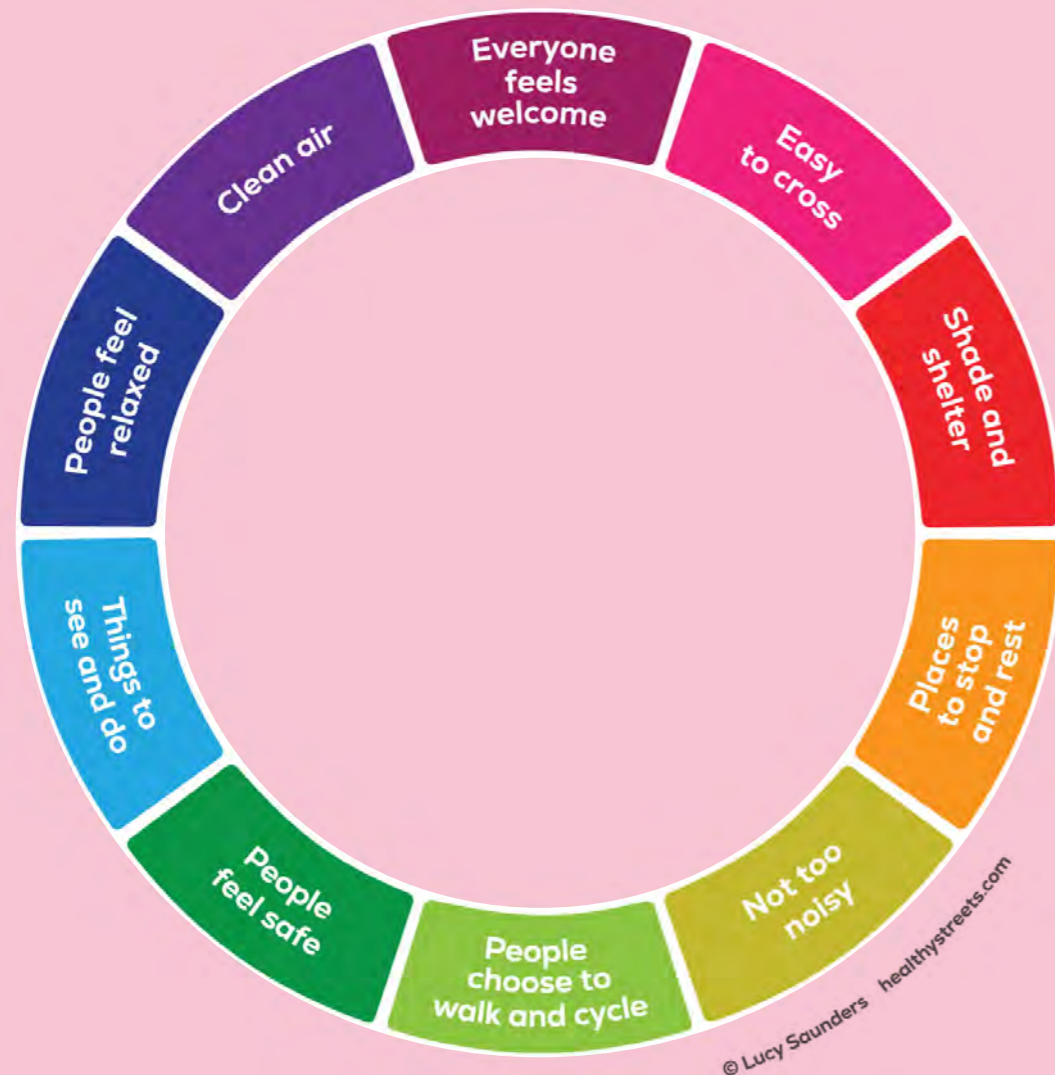 Everyone
feels
welcome
Easy
to cross
Shade and
shelter
Places
to stop
and rest
Not too
noisy
People
choose to
walk and cycle
People
feel safe
Things to
see and do
People feel
relaxed
Clean air
© Lucy Saunders healthystreets.com